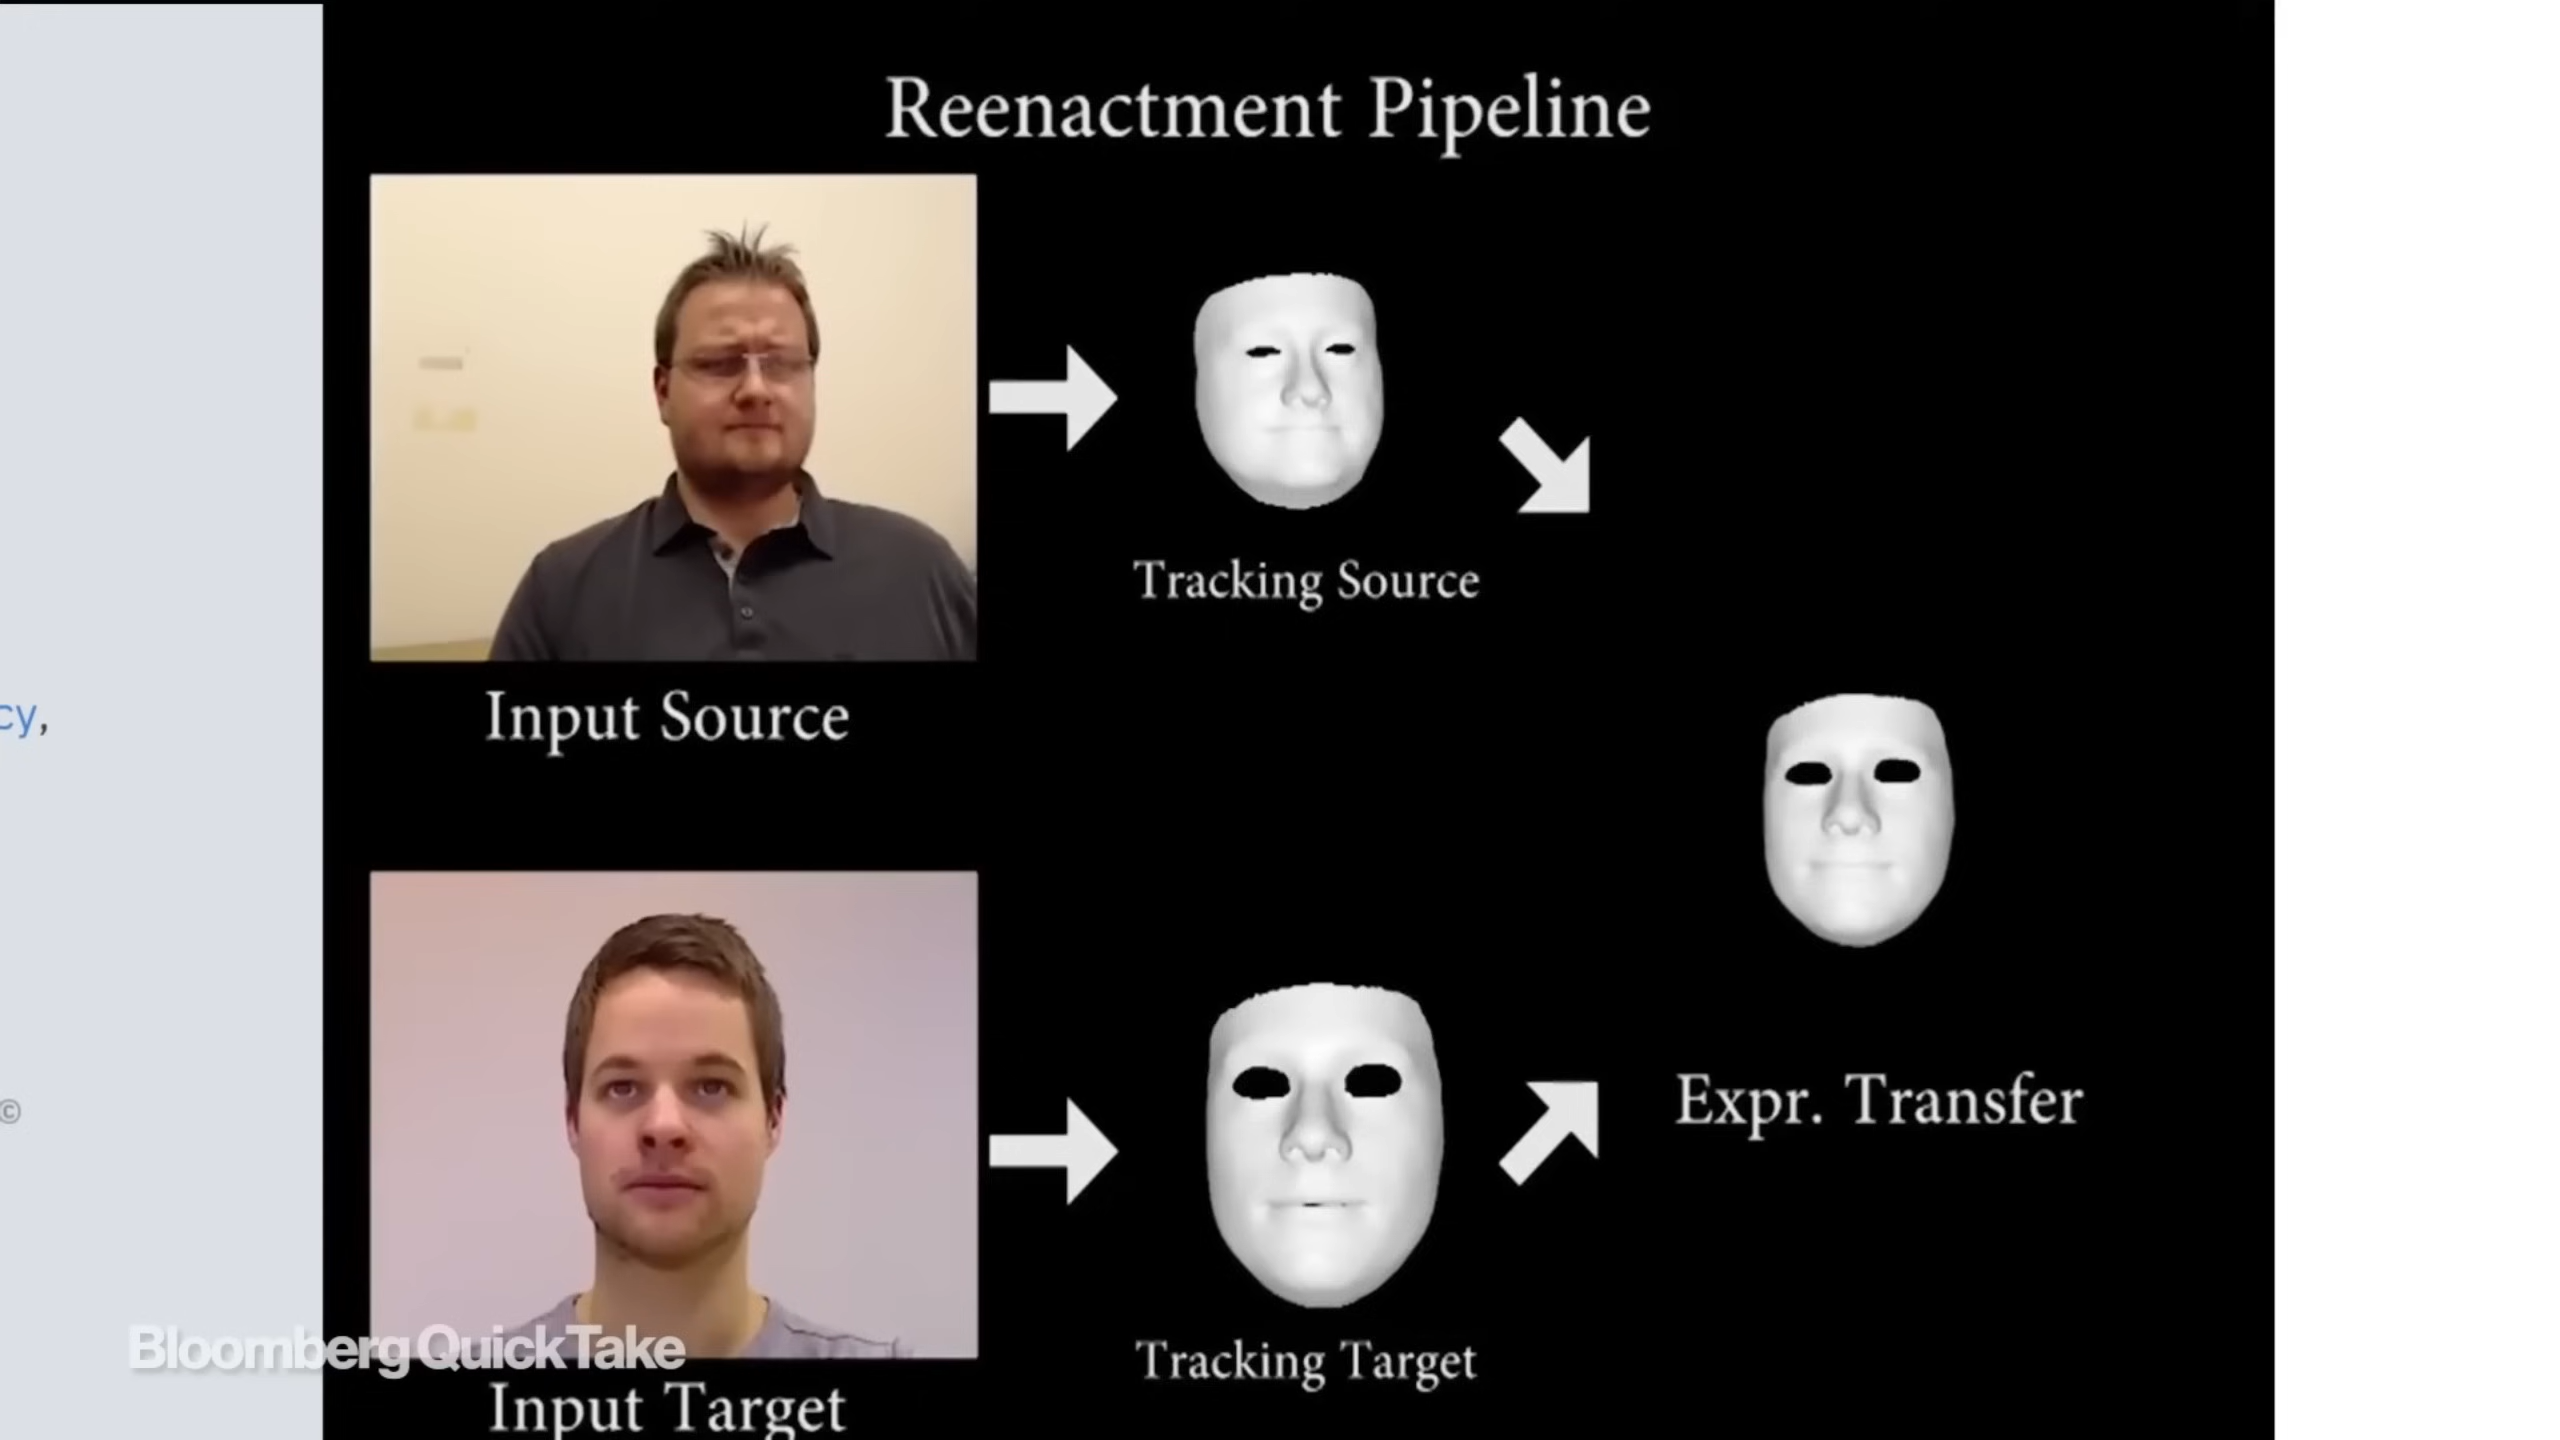 Reenactment Pipeline
Tracking Source
Input Source
cy,
Expr. Transfer
©
Bloomberg QuickTake
Tracking Target
Input Target